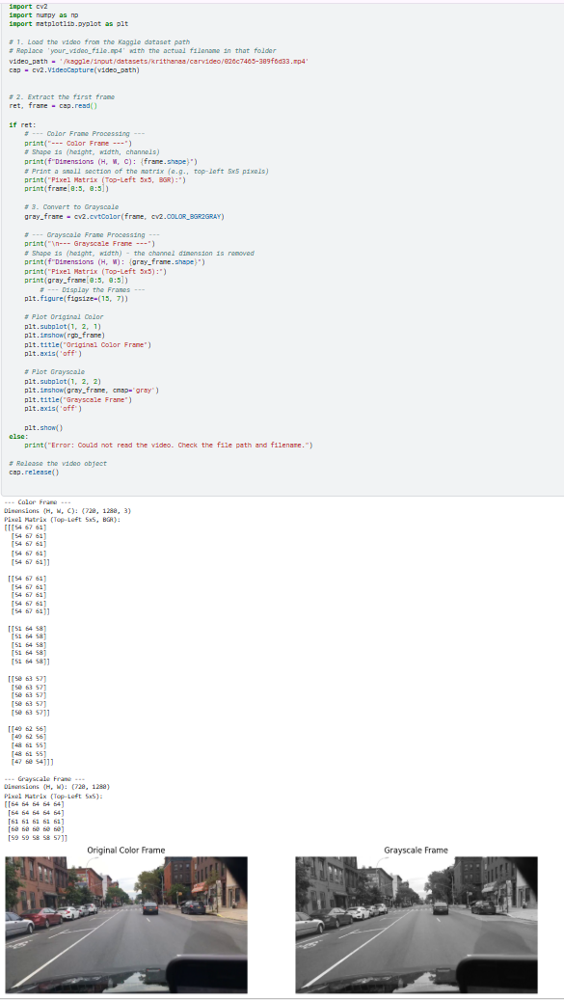 import cv2
import numpy as np
import matplotlib.pyplot as plt
# 1. Load the video from the Kaggle dataset path
# Replace 'your_video_file.mp4' with the actual filename in that folder
video_path = '/kaggle/input/datasets/krithanaa/carvideo/026c7465-309f6d33.mp4'
cap = cv2.VideoCapture(video_path)
# 2. Extract the first frame
ret, frame = cap.read()
if ret:
# --- Color Frame Processing ---
print("--- Color Frame ---")
# Shape is (height, width, channels)
print(f"Dimensions (H, W, C): {frame.shape}")
# Print a small section of the matrix (e.g., top-left 5x5 pixels)
print("Pixel Matrix (Top-Left 5x5, BGR):")
print(frame[0:5, 0:5])
# 3. Convert to Grayscale
gray_frame = cv2.cvtColor(frame, cv2.COLOR_BGR2GRAY)
# --- Grayscale Frame Processing ---
print("\n--- Grayscale Frame ---")
# Shape is (height, width) - the channel dimension is removed
print(f"Dimensions (H, W): {gray_frame.shape}")
print("Pixel Matrix (Top-Left 5x5):")
print(gray_frame[0:5, 0:5])
# --- Display the Frames ---
plt.figure(figsize=(15, 7))
# Plot Original Color
plt.subplot(1, 2, 1)
plt.imshow(rgb_frame)
plt.title("Original Color Frame")
plt.axis('off')
# Plot Grayscale
plt.subplot(1, 2, 2)
plt.imshow(gray_frame, cmap='gray')
plt.title("Grayscale Frame")
plt.axis('off')
plt.show()
else:
print("Error: Could not read the video. Check the file path and filename.")
# Release the video object
cap.release()
--- Color Frame ---
Dimensions (H, W, C): (720, 1280, 3)
Pixel Matrix (Top-Left 5x5, BGR):
[[[54 67 61]
[54 67 61]
[54 67 61]
[54 67 61]
[54 67 61]]
[[54 67 61]
[54 67 61]
[54 67 61]
[54 67 61]
[54 67 61]]
[[51 64 58]
[51 64 58]
[51 64 58]
[51 64 58]
[51 64 58]]
[[50 63 57]
[50 63 57]
[50 63 57]
[50 63 57]
[50 63 57]]
[[49 62 56]
[49 62 56]
[48 61 55]
[48 61 55]
[47 60 54]]]
--- Grayscale Frame ---
Dimensions (H, W): (720, 1280)
Pixel Matrix (Top-Left 5x5):
[[64 64 64 64 64]
[64 64 64 64 64]
[61 61 61 61 61]
[60 60 60 60 60]
[59 59 58 58 57]]
Original Color Frame
Grayscale Frame